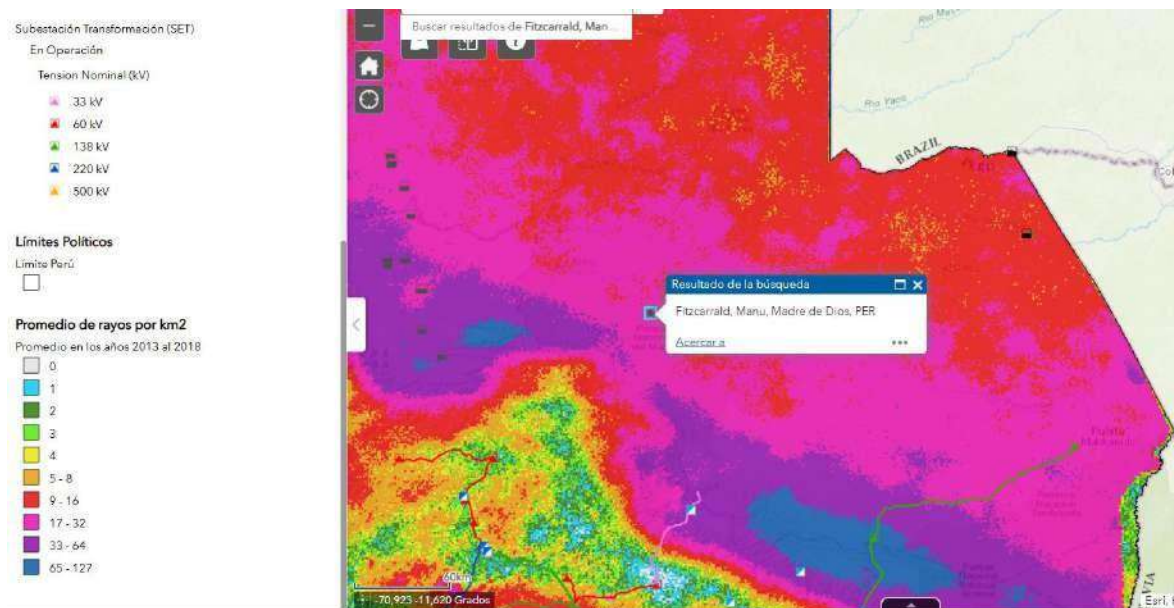 Subestación Transformación (SET)
En Operación
Tension Nominal (kV)
33 kV
60 kV
138 kV
220 kV
500 kV
Límites Políticos
Limite Perú
Promedio de rayos por km2
Promedio en los años 2013 al 2018
0
1
2
3
4
5 - 8
9 - 16
17 - 32
33 - 64
65 - 127
Buscar resultados de Fitzcarrald, Man...
BRAZIL
Rio Yaco
Resultado de la búsqueda
Fitzcarrald, Manu, Madre de Dios, PER
Acercar a
60km
-70,923 -11,620 Grados
Esri,